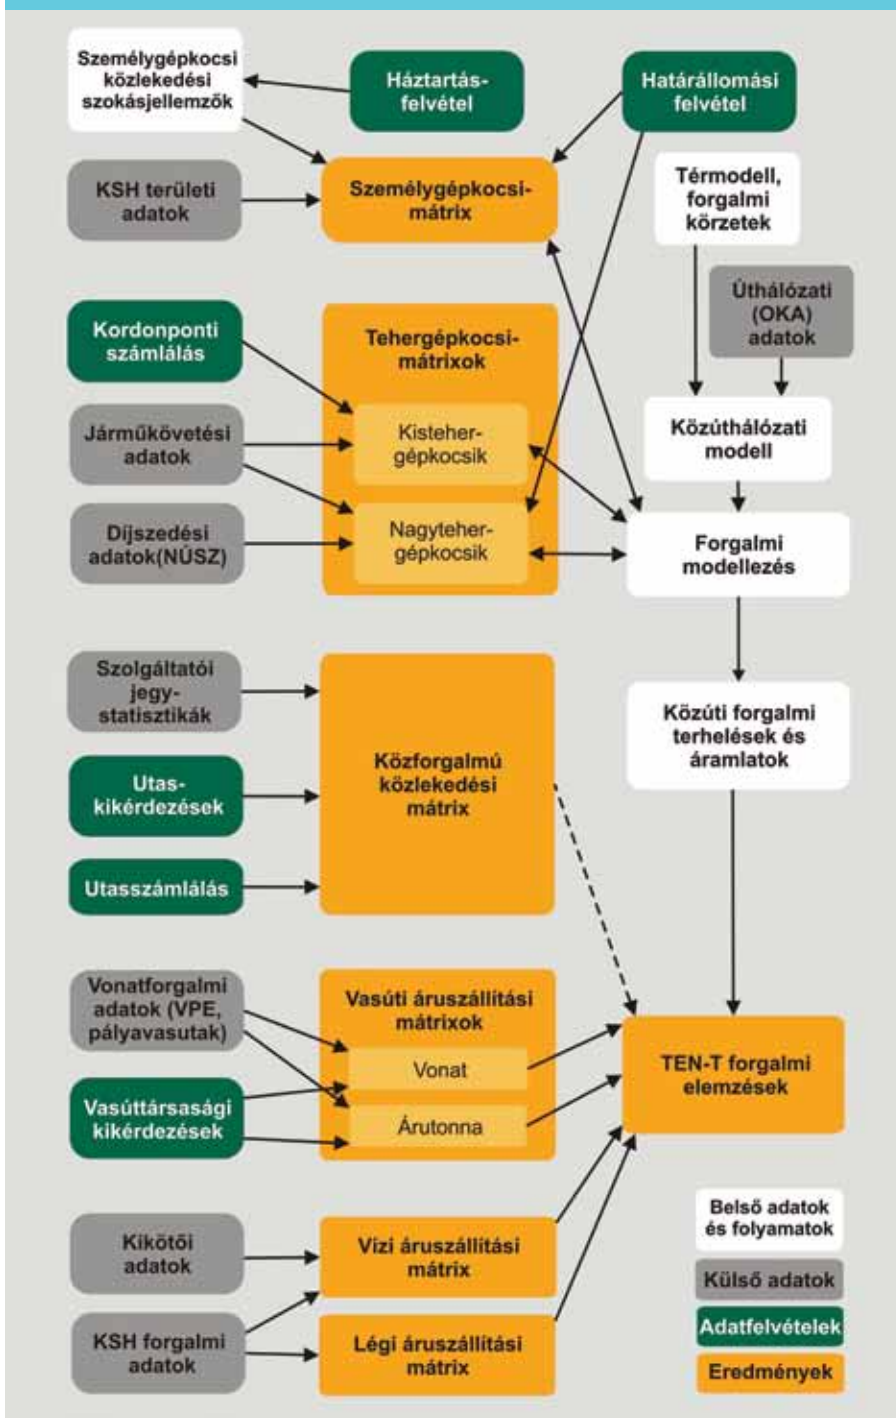 Személygépkocsi
közlekedési
szokásjellemzők
Háztartás-
felvétel
Határállomási
felvétel
KSH területi
adatok
Személygépkocsi-
mátrix
Térmodell,
forgalmi
körzetek
Úthálózati
(OKA)
adatok
Kordonponti
számlálás
Tehergépkocsi-
mátrixok
Járműkövetési
adatok
Kisteher-
gépkocsik
Közúthálózati
modell
Díjszedési
adatok(NÚSZ)
Nagyteher-
gépkocsik
Forgalmi
modellezés
Szolgáltatói
jegy-
statisztikák
Közforgalmú
közlekedési
mátrix
Közúti forgalmi
terhelések és
áramlatok
Utas-
kikérdezések
Utasszámlálás
Vonatforgalmi
adatok (VPE,
pályavasutak)
Vasúti áruszállítási
mátrixok
Vonat
TEN-T forgalmi
elemzések
Vasúttársasági
kikérdezések
Árutonna
Kikötői
adatok
Vízi áruszállítási
mátrix
KSH forgalmi
adatok
Légi áruszállítási
mátrix
Belső adatok
és folyamatok
Külső adatok
Adatfelvételek
Eredmények